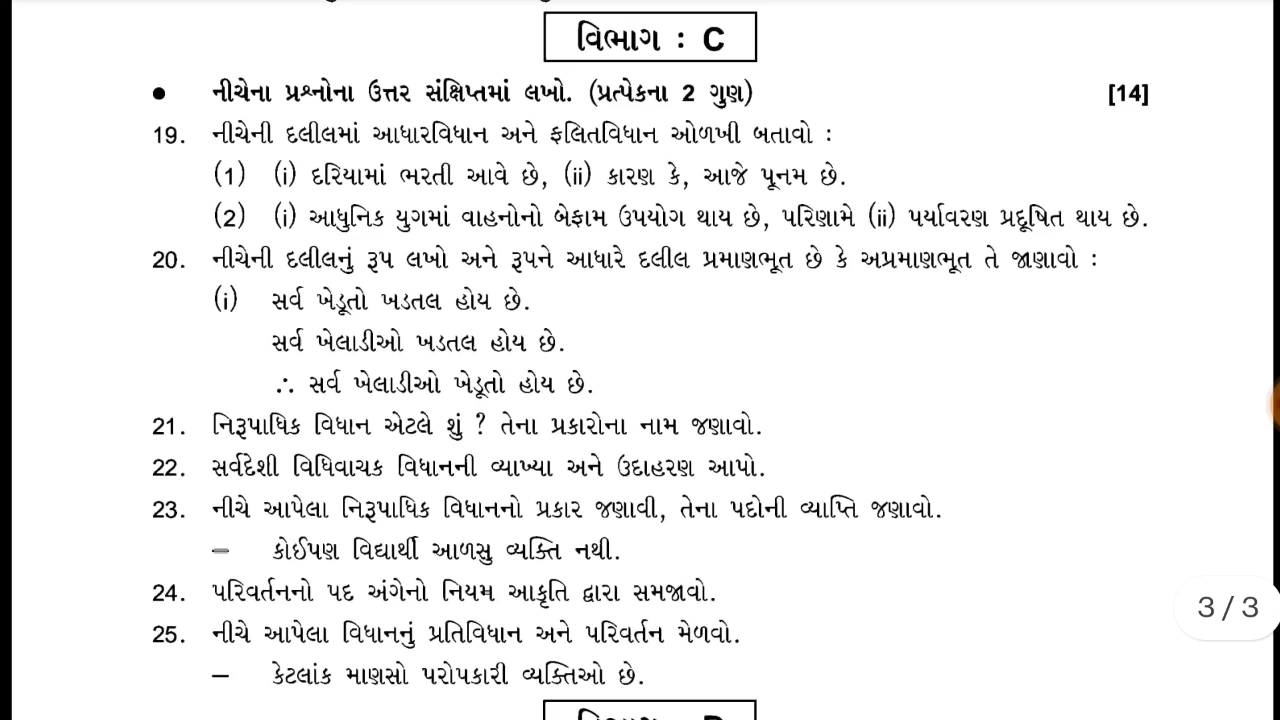 વિભાગ : C
● નીચેના પ્રશ્નોના ઉત્તર સંક્ષિપ્તમાં લખો. (પ્રત્યેકના 2 ગુણ) [14]
19. નીચેની દલીલમાં આધારવિધાન અને ફલિતવિધાન ઓળખી બતાવો :
(1) (i) દરિયામાં ભરતી આવે છે, (ii) કારણ કે, આજે પૂનમ છે.
(2) (i) આધુનિક યુગમાં વાહનોનો બેફામ ઉપયોગ થાય છે, પરિણામે (ii) પર્યાવરણ પ્રદૂષિત થાય છે.
20. નીચેની દલીલનું રૂપ લખો અને રૂપને આધારે દલીલ પ્રમાણભૂત છે કે અપ્રમાણભૂત તે જાણાવો :
(i) સર્વ ખેડૂતો ખડતલ હોય છે.
સર્વ ખેલાડીઓ ખડતલ હોય છે.
∴ સર્વ ખેલાડીઓ ખેડૂતો હોય છે.
21. નિરૂપાધિક વિધાન એટલે શું ? તેના પ્રકારોના નામ જણાવો.
22. સર્વદેશી વિધિવાચક વિધાનની વ્યાખ્યા અને ઉદાહરણ આપો.
23. નીચે આપેલા નિરૂપાધિક વિધાનનો પ્રકાર જણાવી, તેના પદોની વ્યાપ્તિ જણાવો.
– કોઈપણ વિદ્યાર્થી આળસુ વ્યક્તિ નથી.
24. પરિવર્તનનો પદ અંગેનો નિયમ આકૃતિ દ્વારા સમજાવો.
25. નીચે આપેલા વિધાનનું પ્રતિવિધાન અને પરિવર્તન મેળવો.
3 / 3
– કેટલાંક માણસો પરોપકારી વ્યક્તિઓ છે.